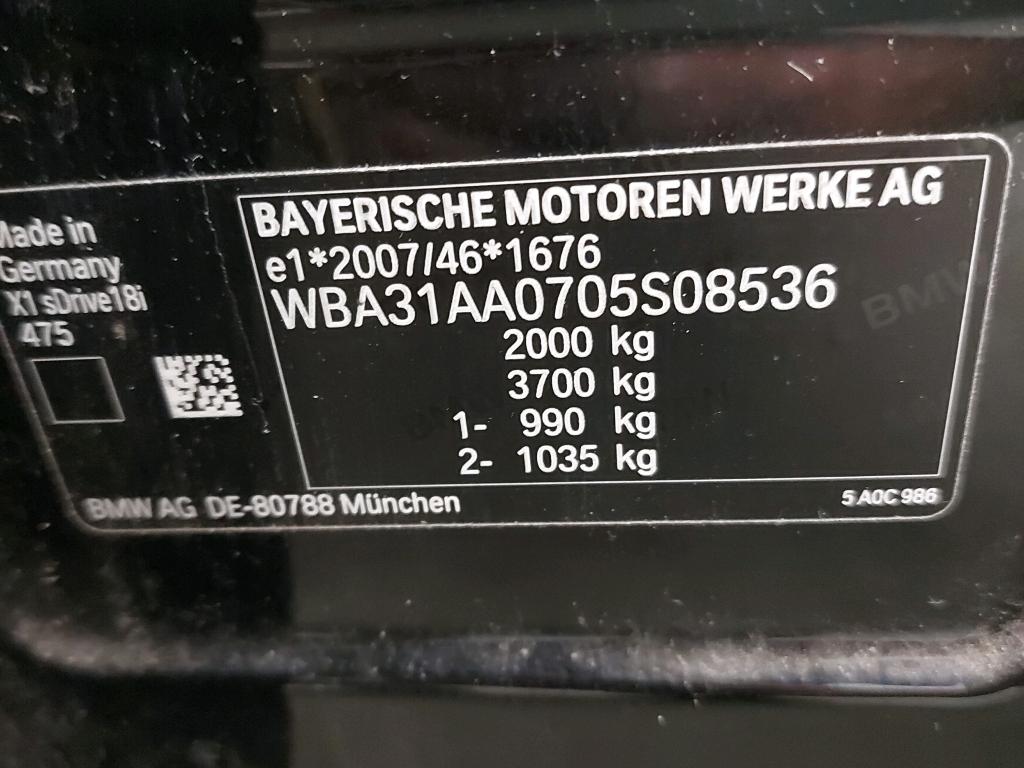 Made in
Germany
X1 sDrive18i
475
BAYERISCHE MOTOREN WERKE AG
e1*2007/46*1676
WBA31AA0705S08536
2000 kg
3700 kg
1- 990 kg
2- 1035 kg
BMW AG DE-80788 München
5 A0C 986
BMW